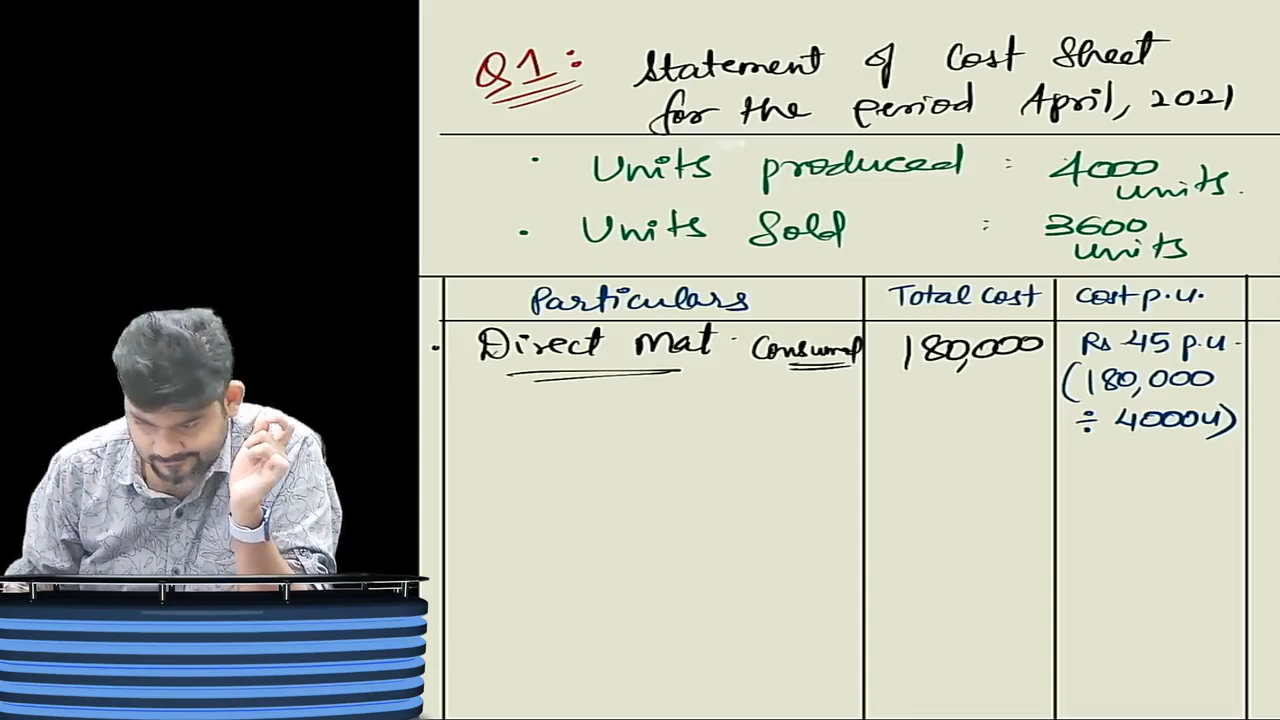 Q1: Statement of Cost Sheet
for the period April, 2021
• Units produced : 4000 units.
• Units Sold : 3600 units
Particulars Total Cost Cost p.u.
• Direct Mat. Consumed 180,000 Rs 45 p.u.
(180,000
÷ 4000u)